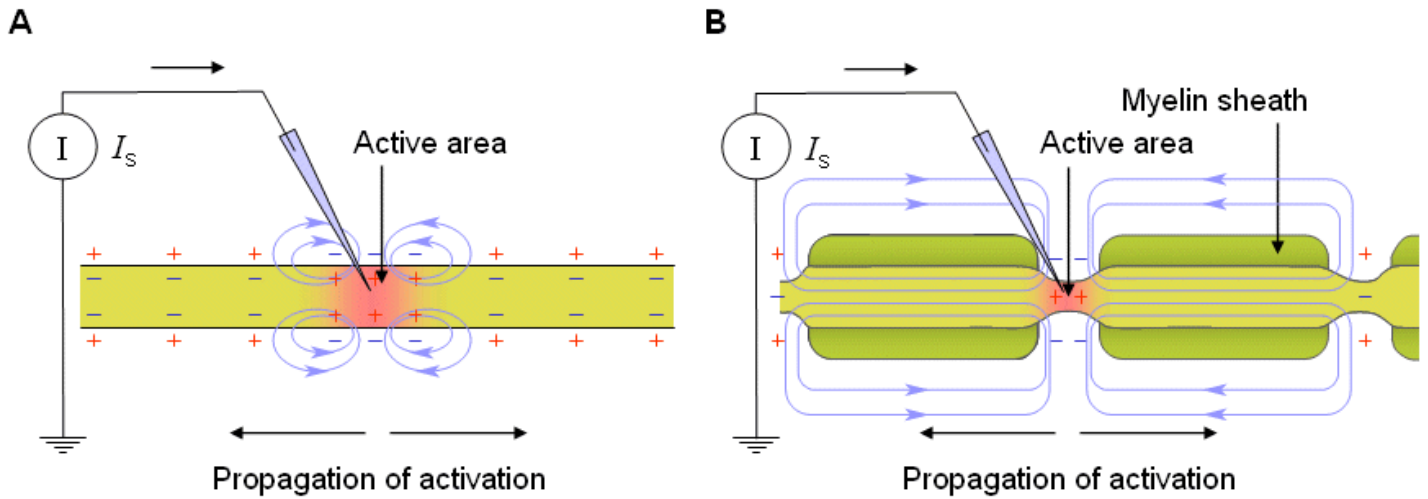 A
I
I_S
Active area
+ + + − − − + + +
− − − + + + − − −
− − − + + + − − −
+ + + − − − + + +
Propagation of activation
B
I
I_S
Myelin sheath
Active area
+ − − +
− + + −
+ − − +
Propagation of activation